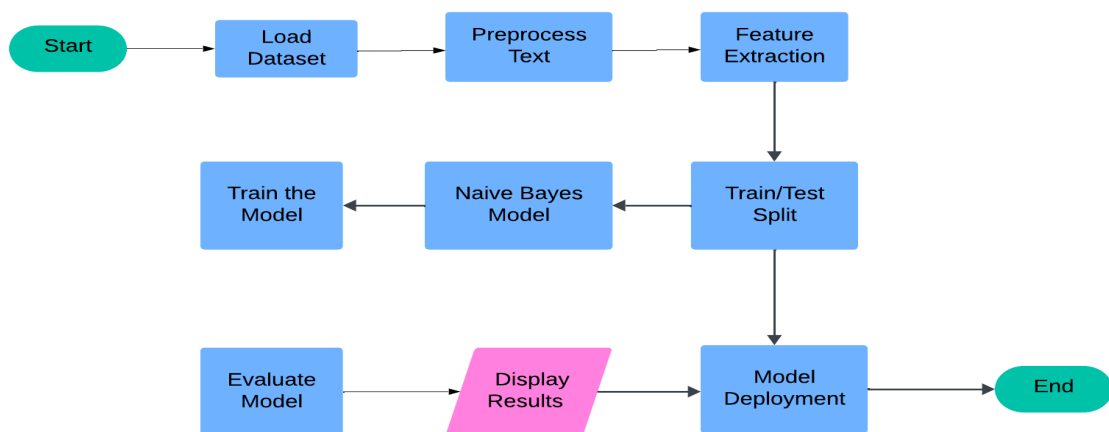 Start
Load
Dataset
Preprocess
Text
Feature
Extraction
Train the
Model
Naive Bayes
Model
Train/Test
Split
Evaluate
Model
Display
Results
Model
Deployment
End